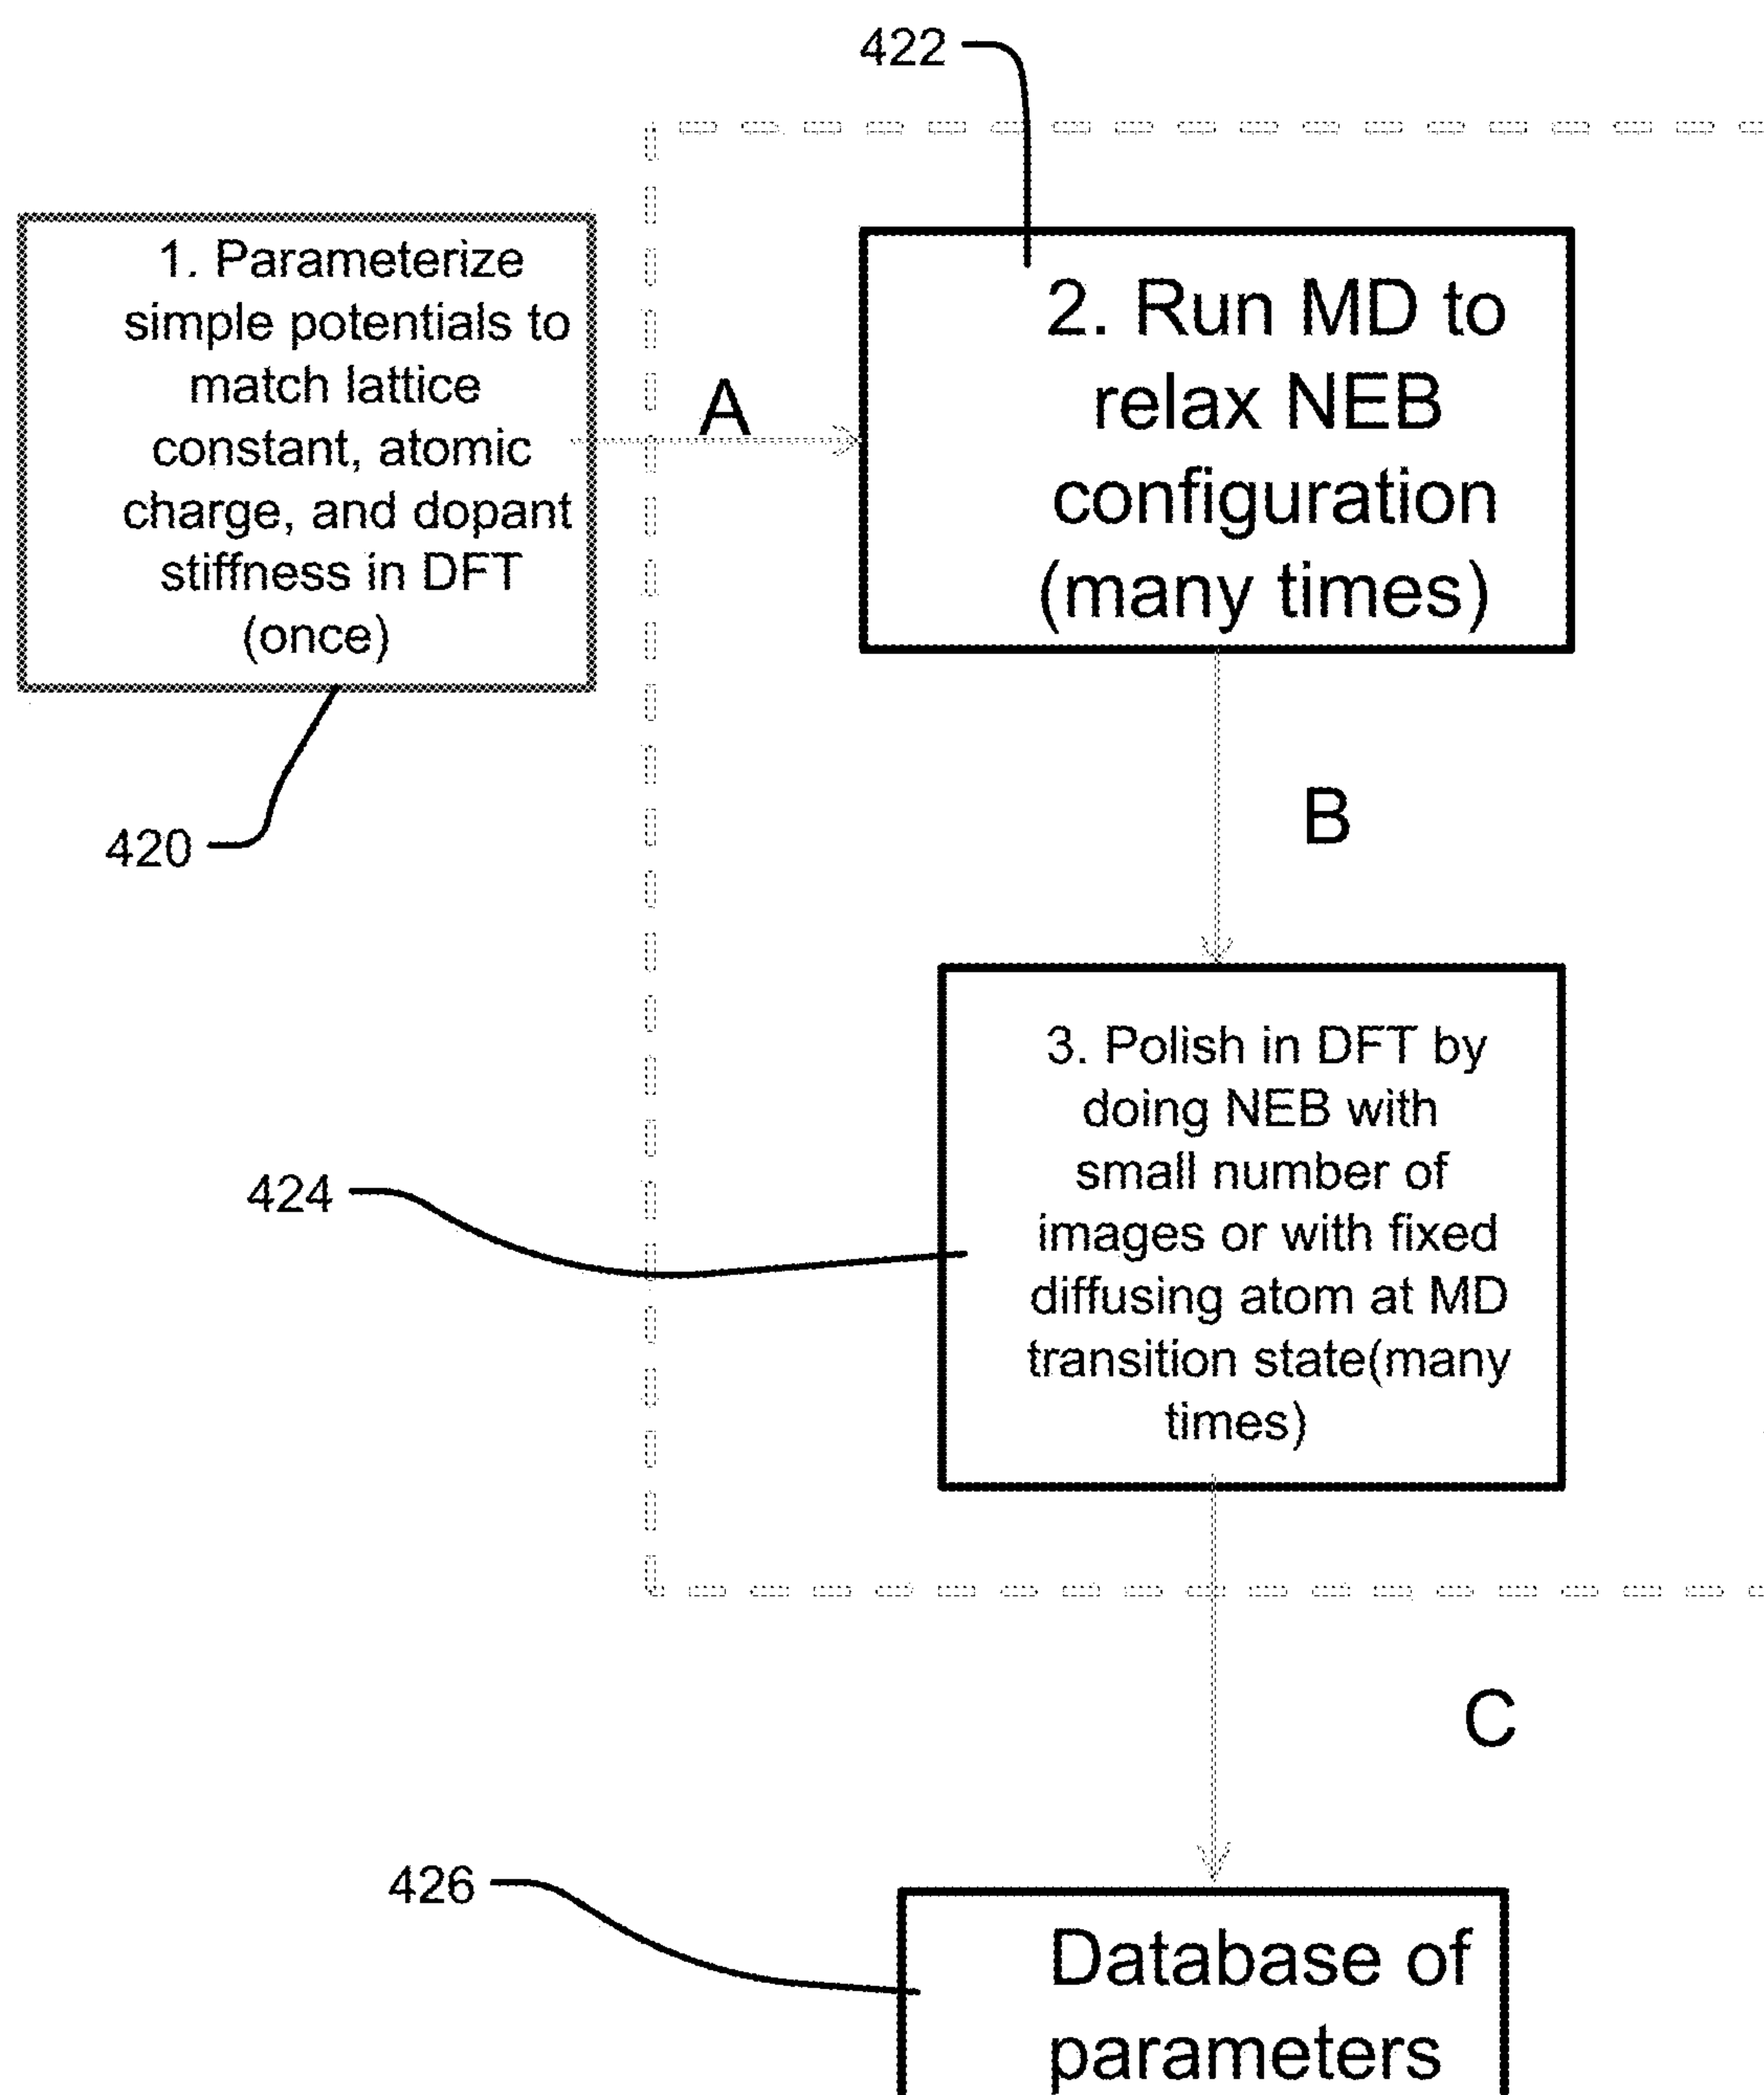 422
1. Parameterize
simple potentials to
match lattice
constant, atomic
charge, and dopant
stiffness in DFT
(once)
420
A
2. Run MD to
relax NEB
configuration
(many times)
B
3. Polish in DFT by
doing NEB with
small number of
images or with fixed
diffusing atom at MD
transition state(many
times)
424
C
426
Database of
parameters